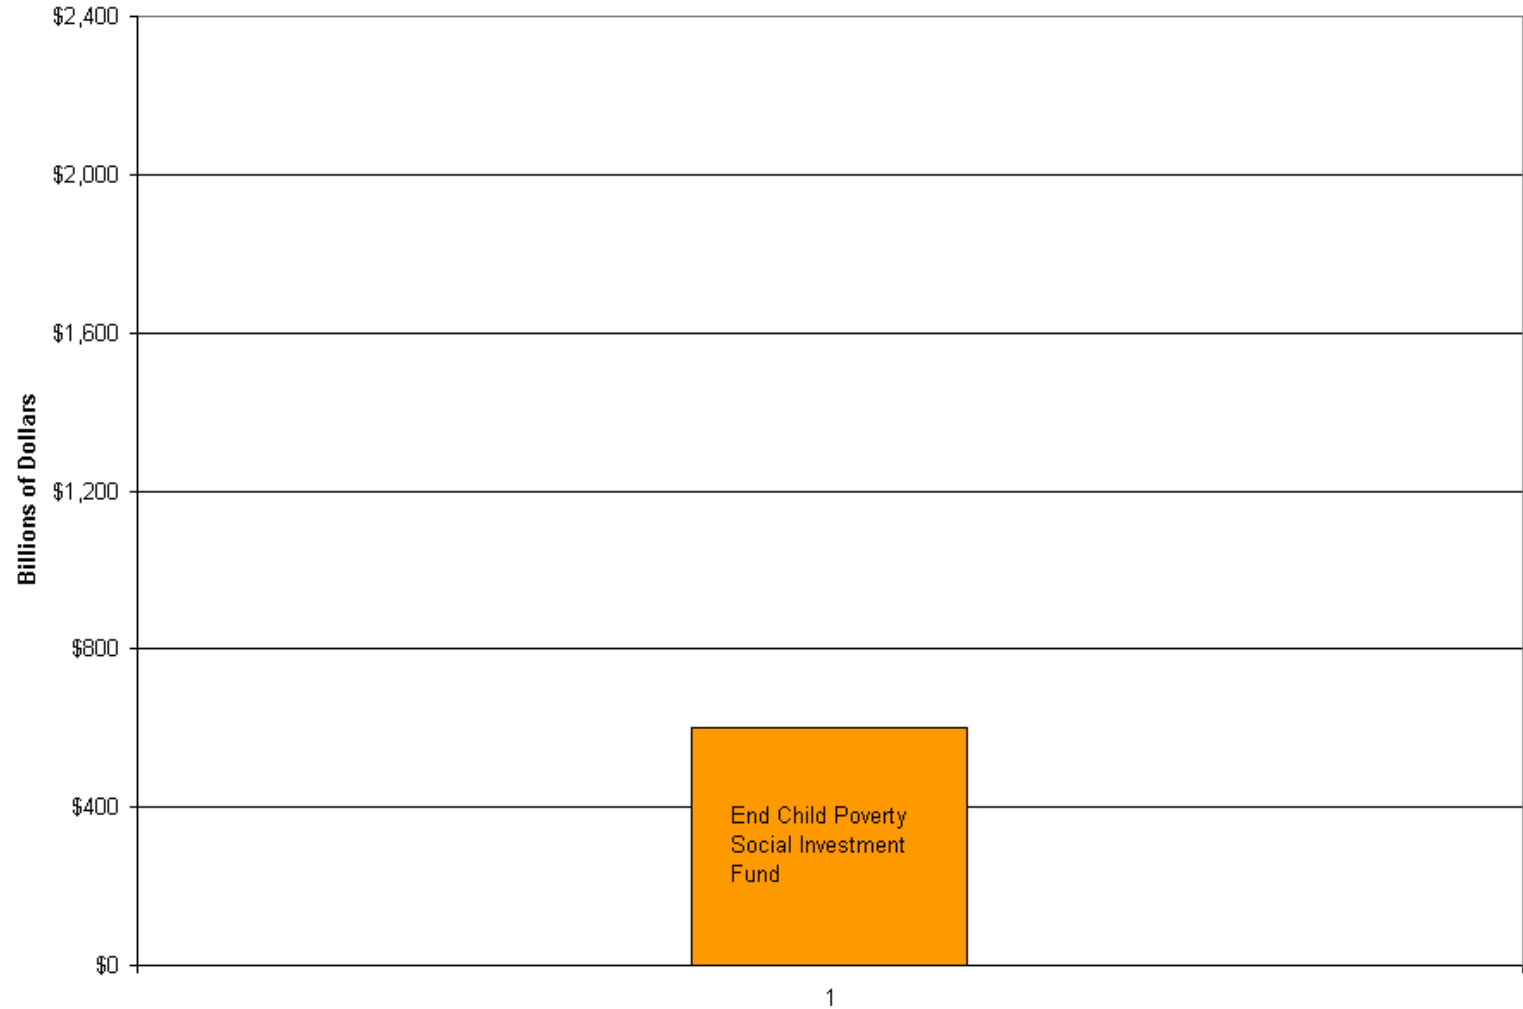 $2,400
$2,000
$1,600
$1,200
$800
$400
$0
Billions of Dollars
End Child Poverty
Social Investment
Fund
1